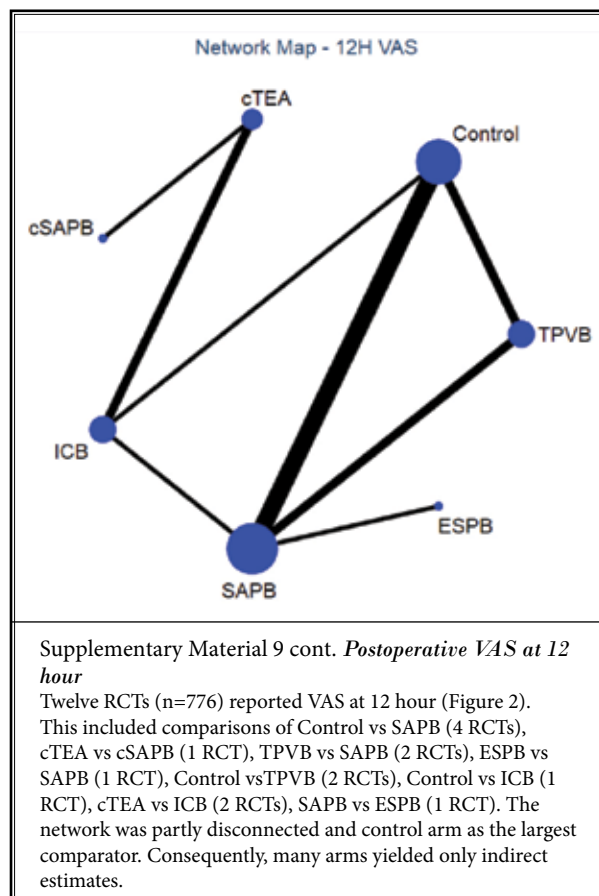 Network Map - 12H VAS
cTEA
Control
cSAPB
TPVB
ICB
ESPB
SAPB
Supplementary Material 9 cont. Postoperative VAS at 12
hour
Twelve RCTs (n=776) reported VAS at 12 hour (Figure 2).
This included comparisons of Control vs SAPB (4 RCTs),
cTEA vs cSAPB (1 RCT), TPVB vs SAPB (2 RCTs), ESPB vs
SAPB (1 RCT), Control vsTPVB (2 RCTs), Control vs ICB (1
RCT), cTEA vs ICB (2 RCTs), SAPB vs ESPB (1 RCT). The
network was partly disconnected and control arm as the largest
comparator. Consequently, many arms yielded only indirect
estimates.